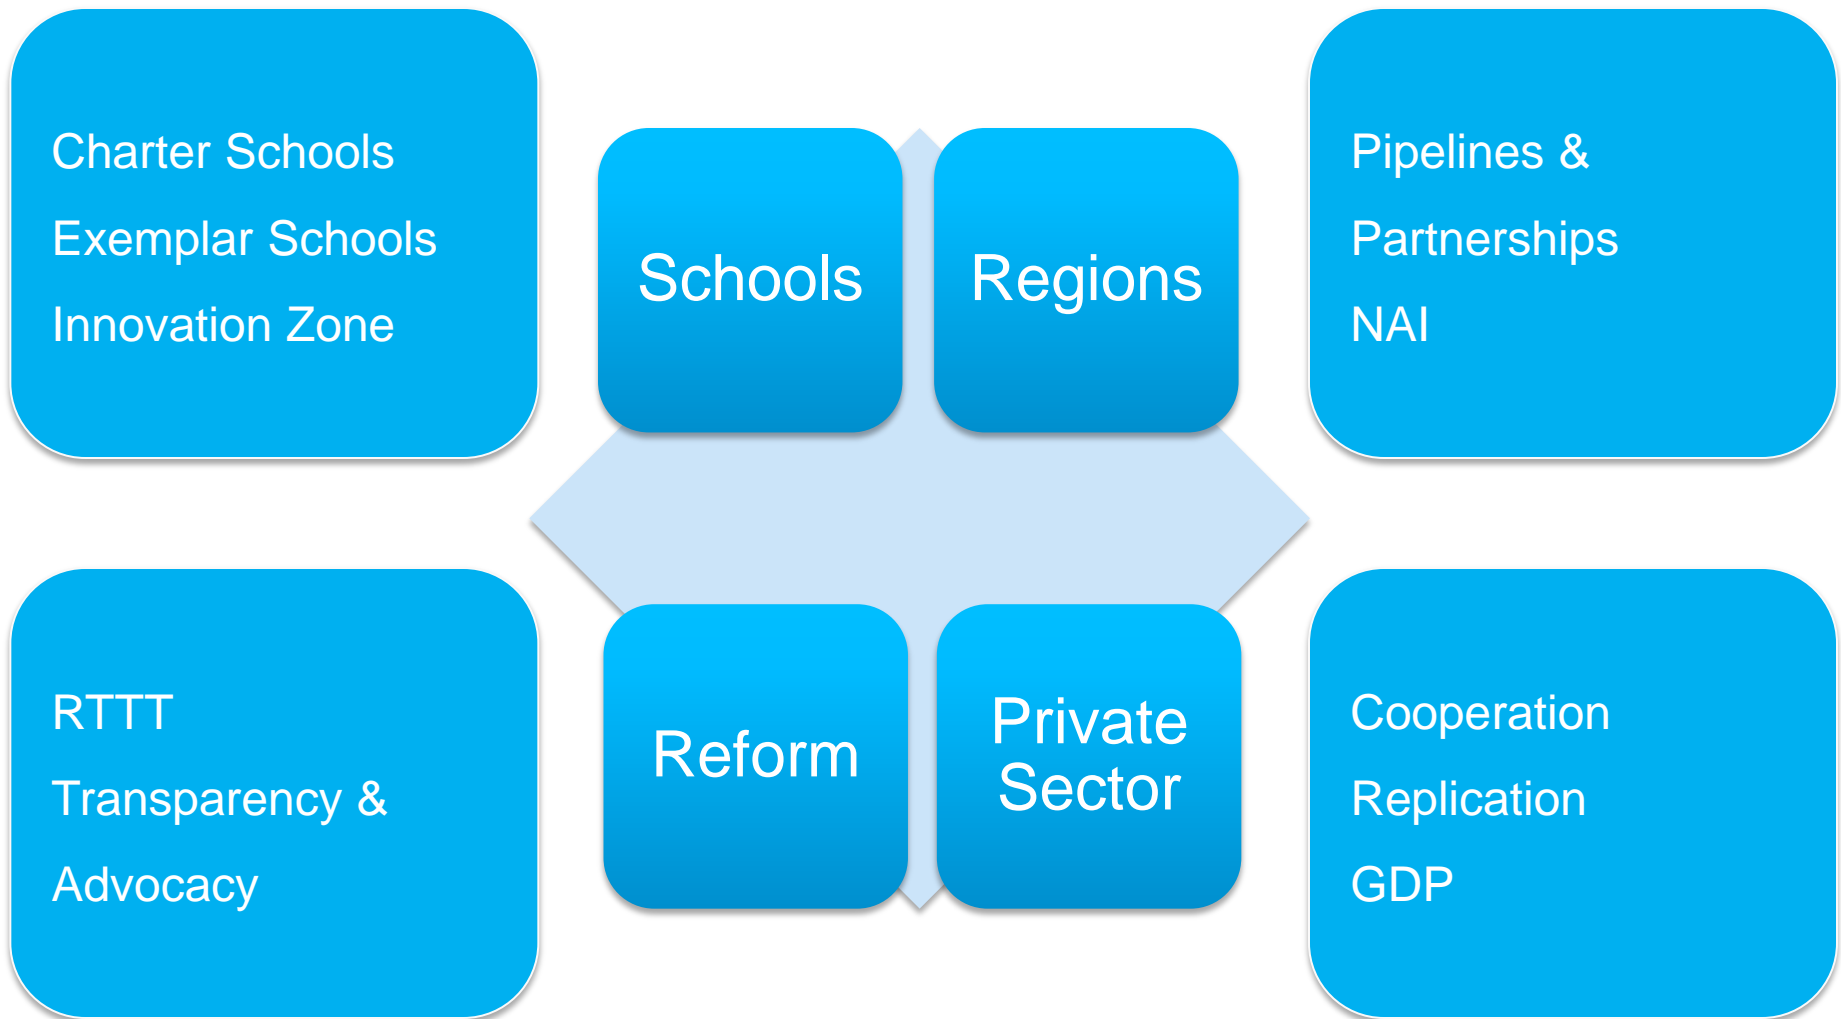 Charter Schools
Exemplar Schools
Innovation Zone
Schools
Regions
Pipelines &
Partnerships
NAI
RTTT
Transparency &
Advocacy
Reform
Private
Sector
Cooperation
Replication
GDP